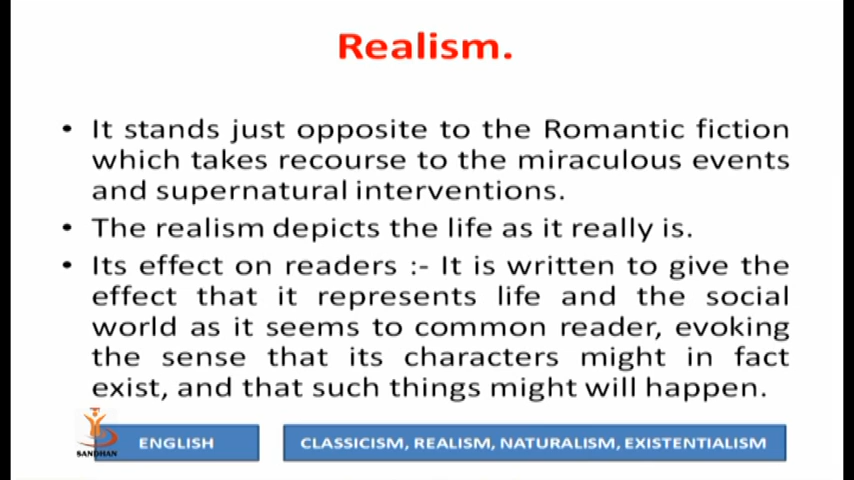 Realism.
• It stands just opposite to the Romantic fiction
which takes recourse to the miraculous events
and supernatural interventions.
• The realism depicts the life as it really is.
• Its effect on readers :- It is written to give the
effect that it represents life and the social
world as it seems to common reader, evoking
the sense that its characters might in fact
exist, and that such things might will happen.
SANDHAN
ENGLISH
CLASSICISM, REALISM, NATURALISM, EXISTENTIALISM